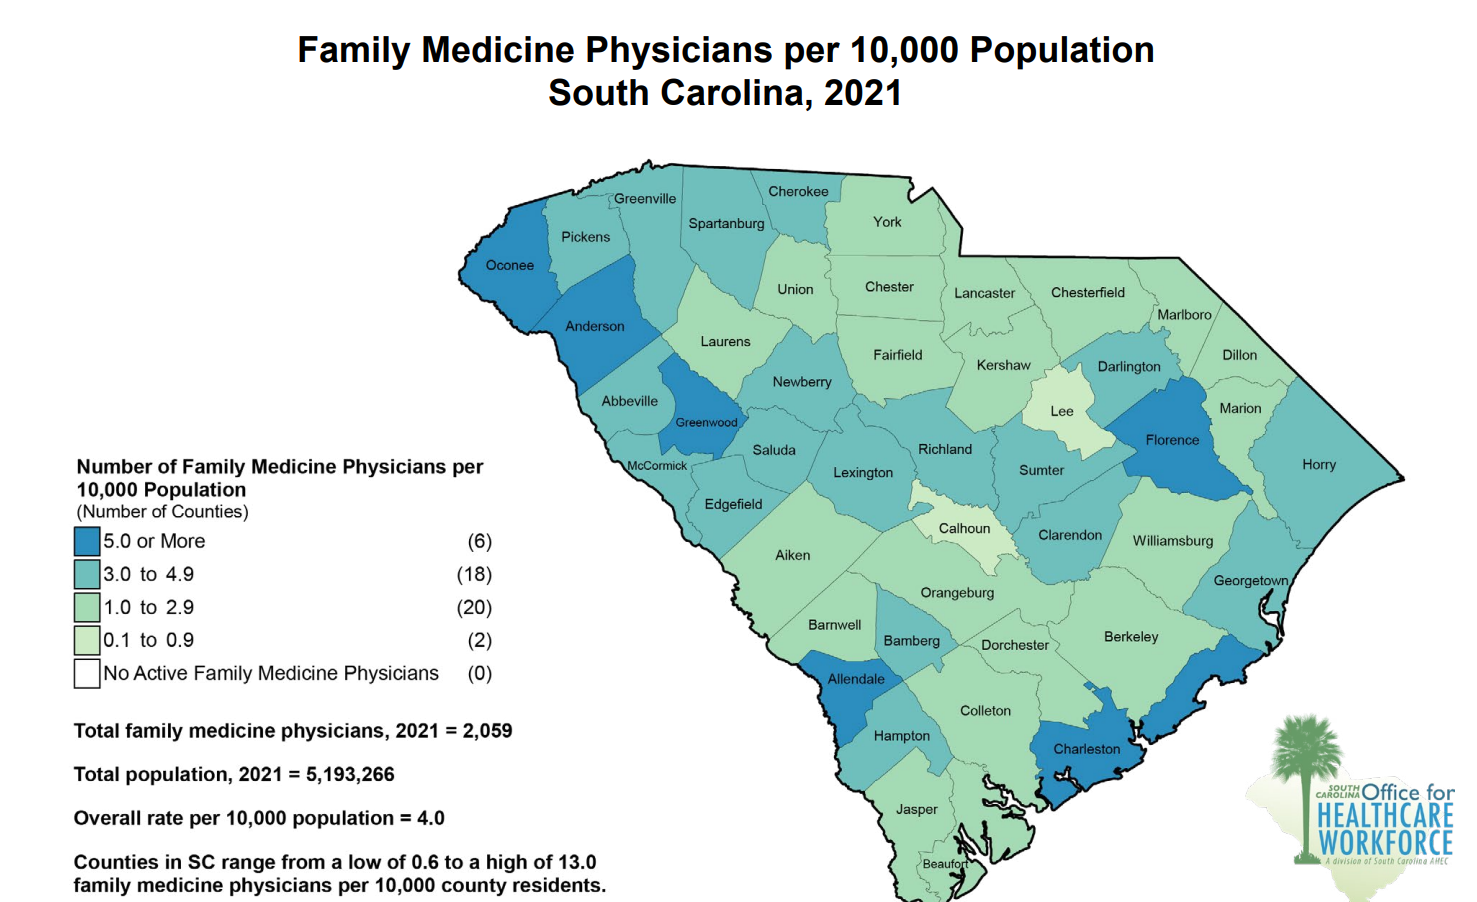 Family Medicine Physicians per 10,000 Population
South Carolina, 2021
Greenville
Cherokee
Spartanburg
York
Pickens
Oconee
Union
Chester
Lancaster
Chesterfield
Marlboro
Anderson
Laurens
Fairfield
Kershaw
Darlington
Dillon
Newberry
Abbeville
Greenwood
Lee
Marion
Florence
Saluda
Richland
McCormick
Lexington
Sumter
Horry
Edgefield
Calhoun
Clarendon
Williamsburg
Aiken
Georgetown
Orangeburg
Barnwell
Bamberg
Dorchester
Berkeley
Allendale
Colleton
Hampton
Charleston
Jasper
Beaufort
Number of Family Medicine Physicians per
10,000 Population
(Number of Counties)
5.0 or More (6)
3.0 to 4.9 (18)
1.0 to 2.9 (20)
0.1 to 0.9 (2)
No Active Family Medicine Physicians (0)
Total family medicine physicians, 2021 = 2,059
Total population, 2021 = 5,193,266
Overall rate per 10,000 population = 4.0
Counties in SC range from a low of 0.6 to a high of 13.0
family medicine physicians per 10,000 county residents.
SOUTH
CAROLINA Office for
HEALTHCARE
WORKFORCE
A division of South Carolina AHEC